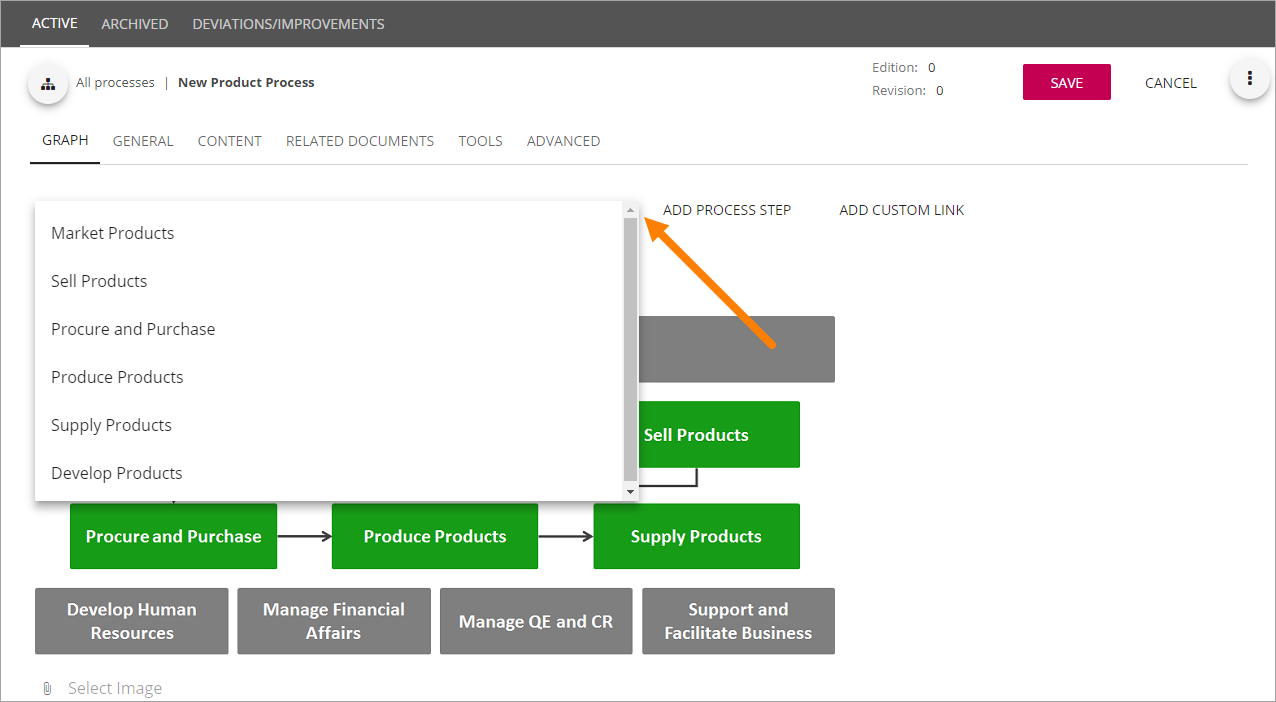 ACTIVE ARCHIVED DEVIATIONS/IMPROVEMENTS
All processes | New Product Process
Edition: 0
Revision: 0
SAVE CANCEL
GRAPH GENERAL CONTENT RELATED DOCUMENTS TOOLS ADVANCED
ADD PROCESS STEP ADD CUSTOM LINK
Market Products
Sell Products
Procure and Purchase
Produce Products
Supply Products
Develop Products
Sell Products
Procure and Purchase Produce Products Supply Products
Develop Human
Resources
Manage Financial
Affairs
Manage QE and CR
Support and
Facilitate Business
Select Image